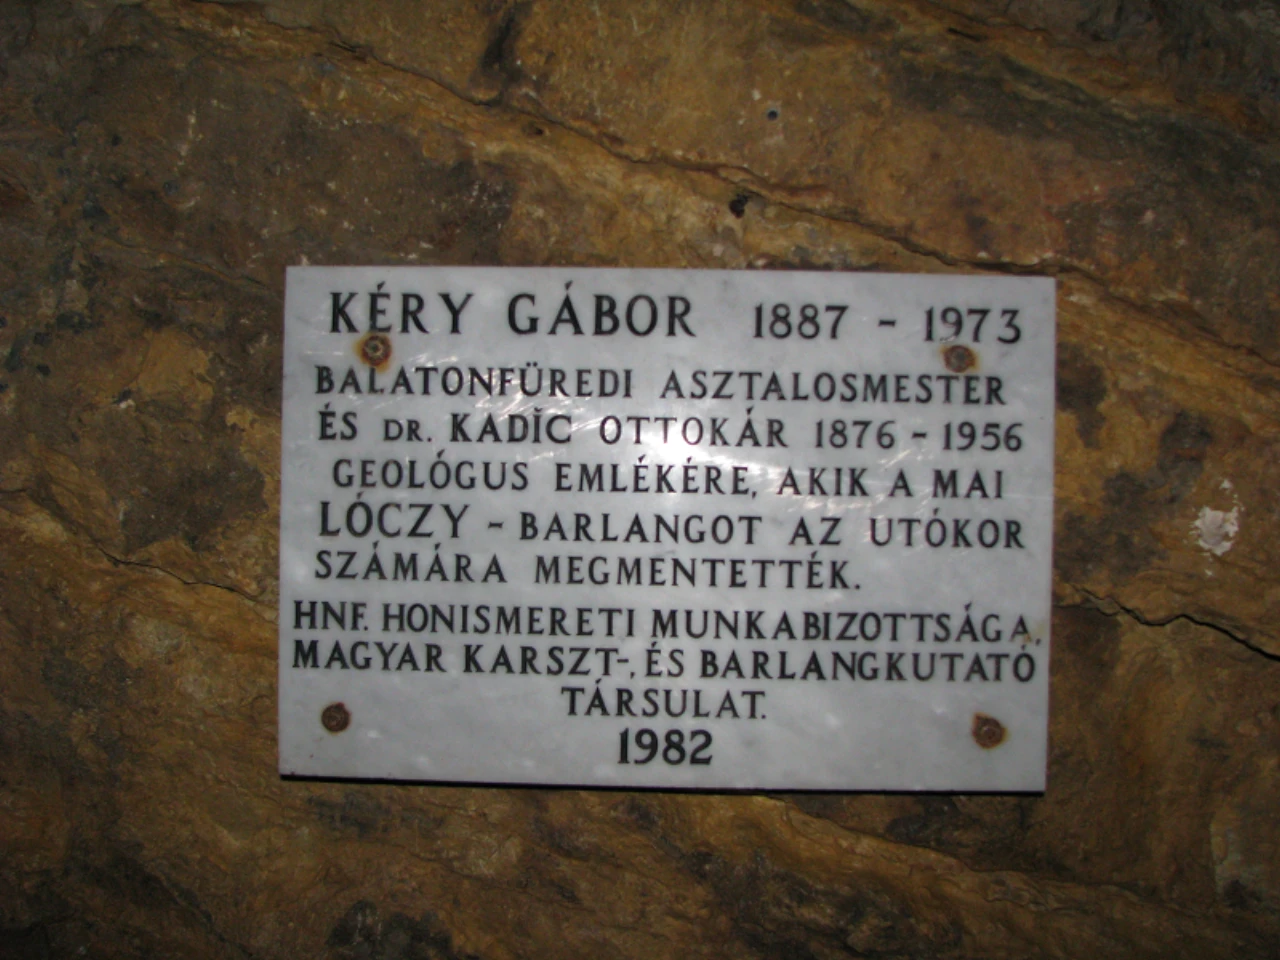 KÉRY GÁBOR 1887 - 1973
BALATONFÜREDI ASZTALOSMESTER
ÉS DR. KADĬC OTTOKÁR 1876 - 1956
GEOLÓGUS EMLÉKÉRE, AKIK A MAI
LÓCZY - BARLANGOT AZ UTÓKOR
SZÁMÁRA MEGMENTETTÉK.
HNF. HONISMERETI MUNKABIZOTTSÁGA.
MAGYAR KARSZT-, ÉS BARLANGKUTATÓ
TÁRSULAT.
1982